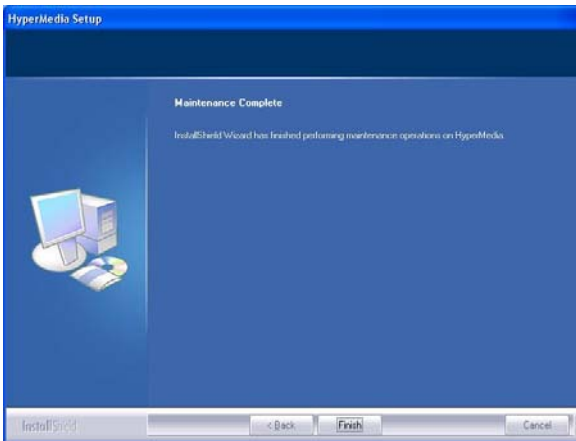 HyperMedia Setup
Maintenance Complete
InstallShield Wizard has finished performing maintenance operations on HyperMedia.
InstallShield
< Back
Finish
Cancel